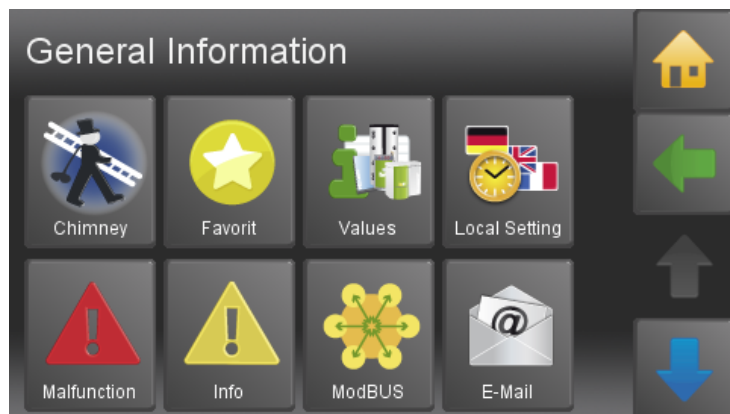 General Information
Chimney
Favorit
Values
Local Setting
Malfunction
Info
ModBUS
@
E-Mail